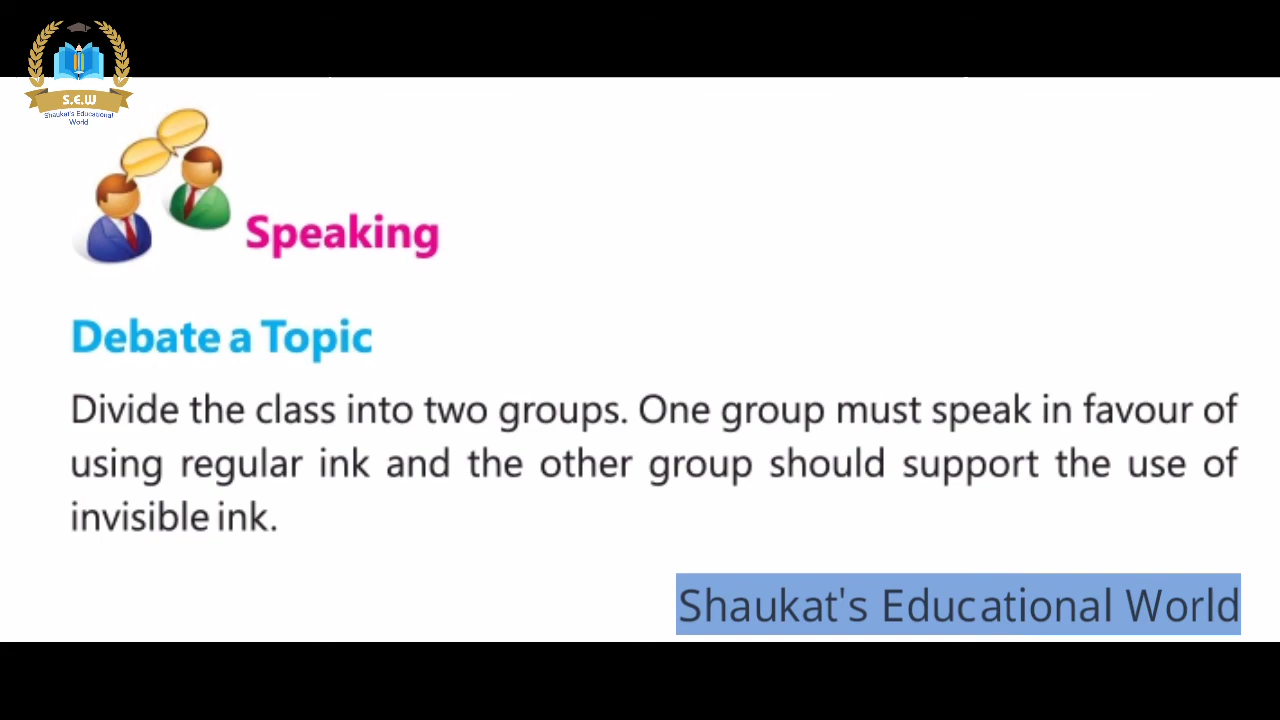 S.E.W
Shaukat's Educational
World
Speaking
Debate a Topic
Divide the class into two groups. One group must speak in favour of
using regular ink and the other group should support the use of
invisible ink.
Shaukat's Educational World